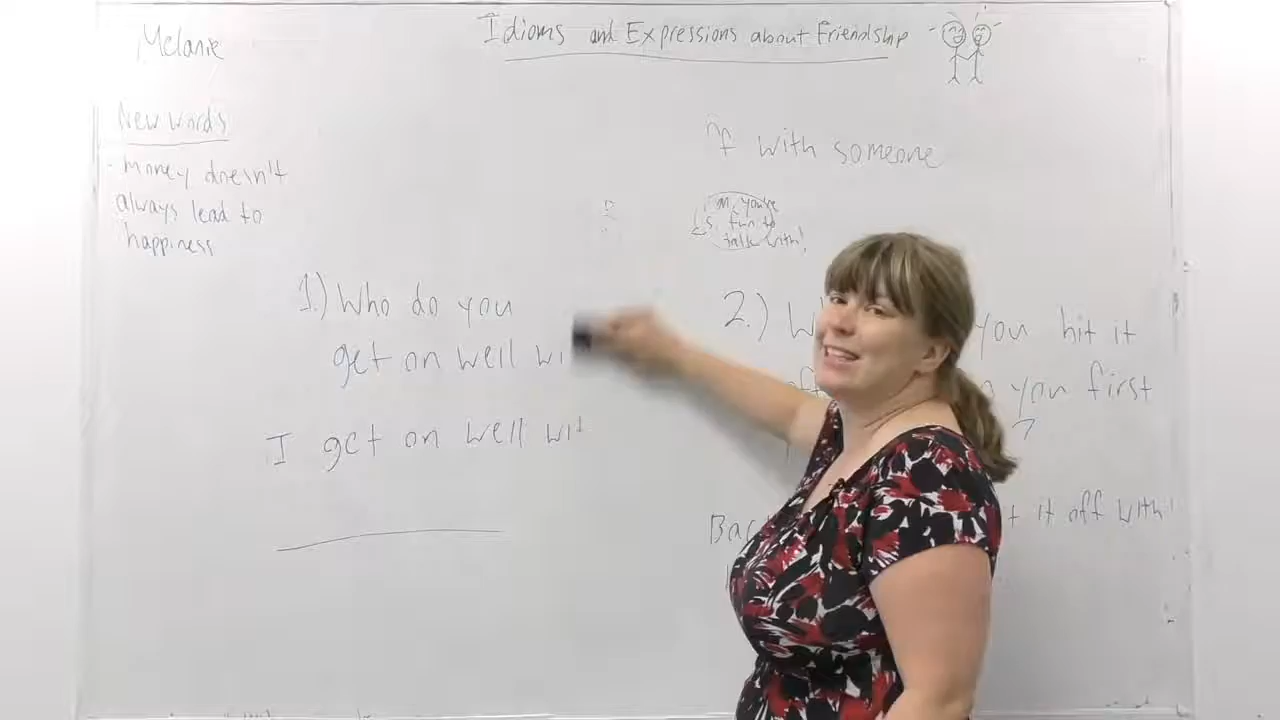 Melanie
Idioms and Expressions about Friendship
New words
- money doesn't
always lead to
happiness
f with someone
you're
fun to
talk with!
1.) Who do you
get on well wi
I get on well wit
2.) W you hit it
off you first
?
Bac t it off with